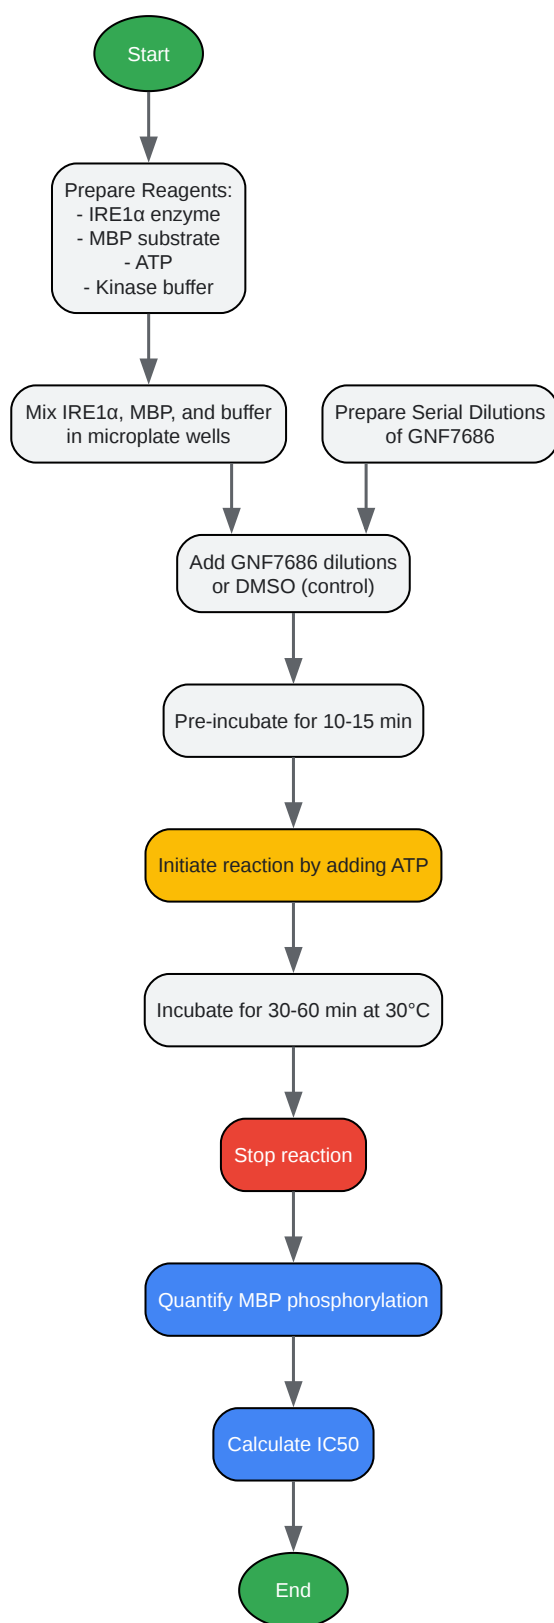 Start
Prepare Reagents:
- IRE1α enzyme
- MBP substrate
- ATP
- Kinase buffer
Mix IRE1α, MBP, and buffer
in microplate wells
Prepare Serial Dilutions
of GNF7686
Add GNF7686 dilutions
or DMSO (control)
Pre-incubate for 10-15 min
Initiate reaction by adding ATP
Incubate for 30-60 min at 30°C
Stop reaction
Quantify MBP phosphorylation
Calculate IC50
End